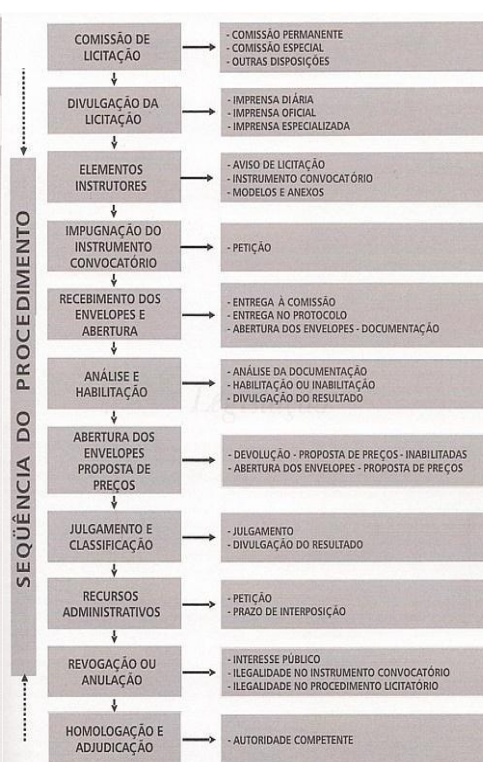 SEQÜÊNCIA DO PROCEDIMENTO
COMISSÃO DE
LICITAÇÃO
- COMISSÃO PERMANENTE
- COMISSÃO ESPECIAL
- OUTRAS DISPOSIÇÕES
DIVULGAÇÃO DA
LICITAÇÃO
- IMPRENSA DIÁRIA
- IMPRENSA OFICIAL
- IMPRENSA ESPECIALIZADA
ELEMENTOS
INSTRUTORES
- AVISO DE LICITAÇÃO
- INSTRUMENTO CONVOCATÓRIO
- MODELOS E ANEXOS
IMPUGNAÇÃO DO
INSTRUMENTO
CONVOCATÓRIO
- PETIÇÃO
RECEBIMENTO DOS
ENVELOPES E
ABERTURA
- ENTREGA À COMISSÃO
- ENTREGA NO PROTOCOLO
- ABERTURA DOS ENVELOPES - DOCUMENTAÇÃO
ANÁLISE E
HABILITAÇÃO
- ANÁLISE DA DOCUMENTAÇÃO
- HABILITAÇÃO OU INABILITAÇÃO
- DIVULGAÇÃO DO RESULTADO
ABERTURA DOS
ENVELOPES
PROPOSTA DE
PREÇOS
- DEVOLUÇÃO - PROPOSTA DE PREÇOS - INABILITADAS
- ABERTURA DOS ENVELOPES - PROPOSTA DE PREÇOS
JULGAMENTO E
CLASSIFICAÇÃO
- JULGAMENTO
- DIVULGAÇÃO DO RESULTADO
RECURSOS
ADMINISTRATIVOS
- PETIÇÃO
- PRAZO DE INTERPOSIÇÃO
REVOGAÇÃO OU
ANULAÇÃO
- INTERESSE PÚBLICO
- ILEGALIDADE NO INSTRUMENTO CONVOCATÓRIO
- ILEGALIDADE NO PROCEDIMENTO LICITATÓRIO
HOMOLOGAÇÃO E
ADJUDICAÇÃO
- AUTORIDADE COMPETENTE